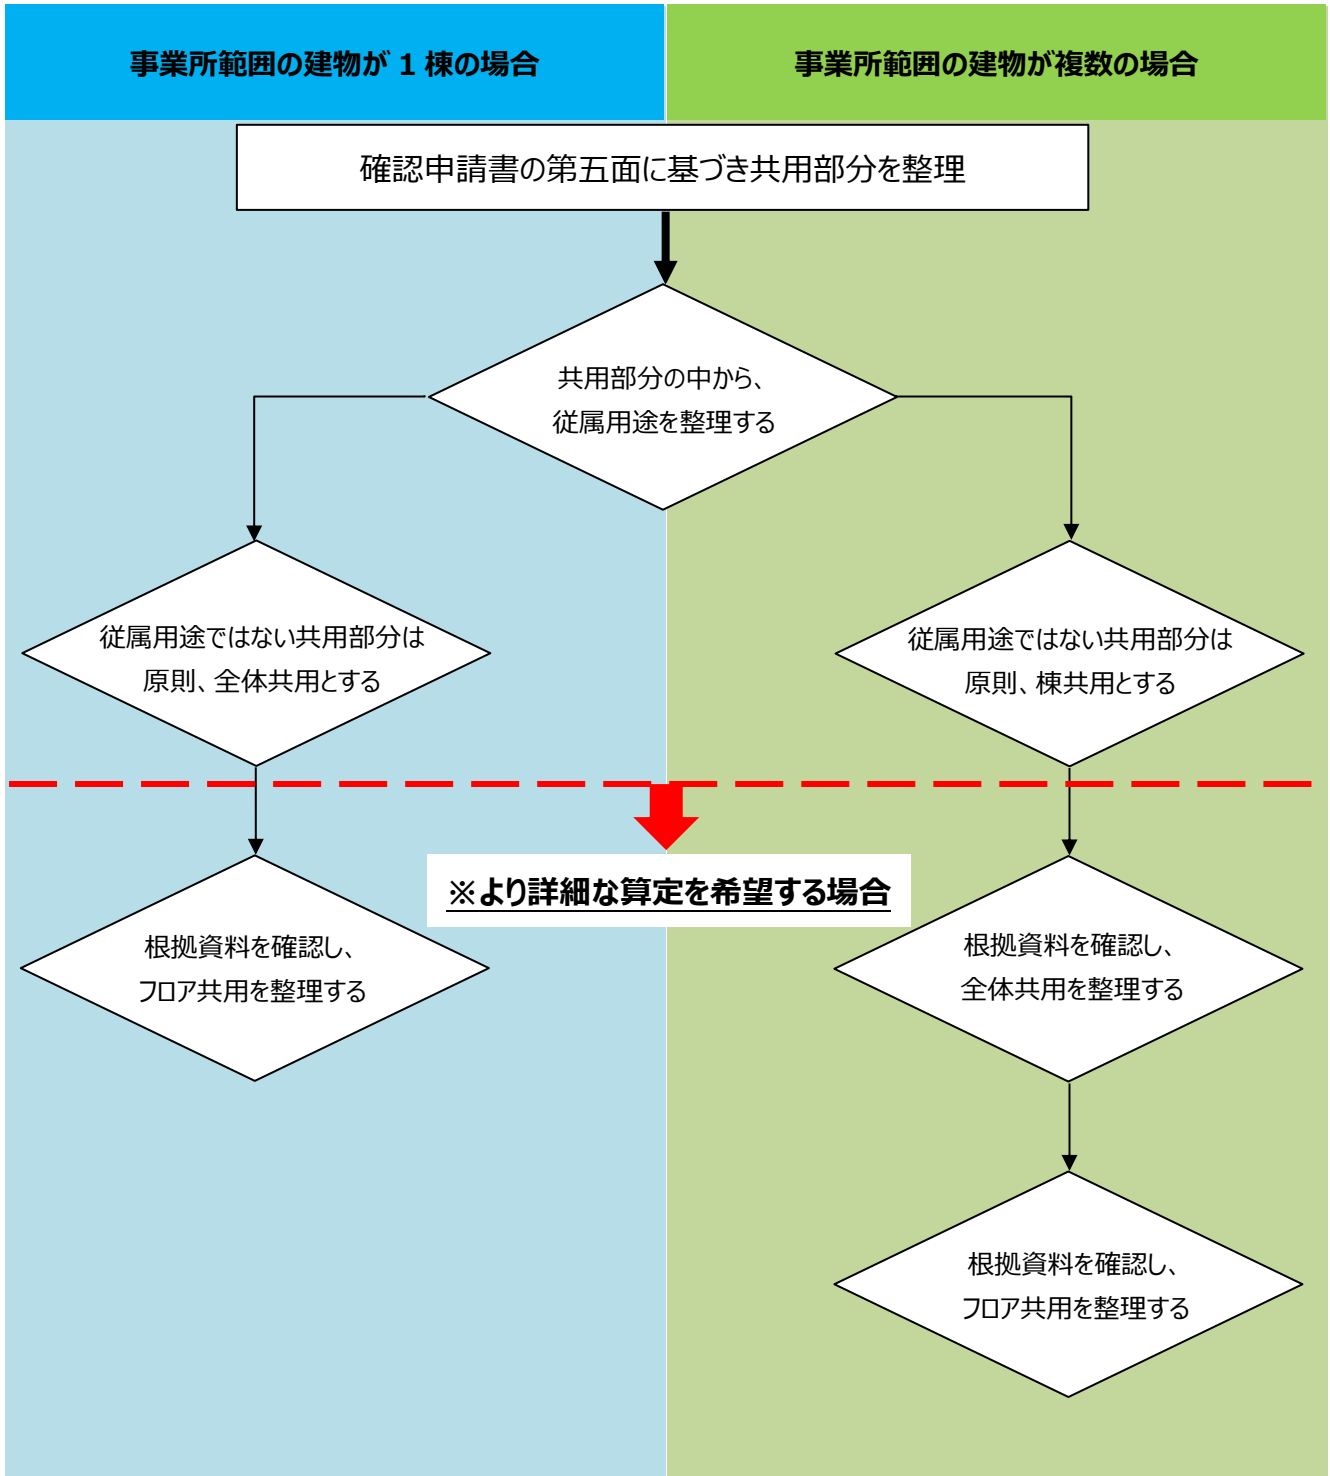 事業所範囲の建物が 1 棟の場合
事業所範囲の建物が複数の場合
確認申請書の第五面に基づき共用部分を整理
共用部分の中から、
従属用途を整理する
従属用途ではない共用部分は
原則、全体共用とする
従属用途ではない共用部分は
原則、棟共用とする
※より詳細な算定を希望する場合
根拠資料を確認し、
フロア共用を整理する
根拠資料を確認し、
全体共用を整理する
根拠資料を確認し、
フロア共用を整理する